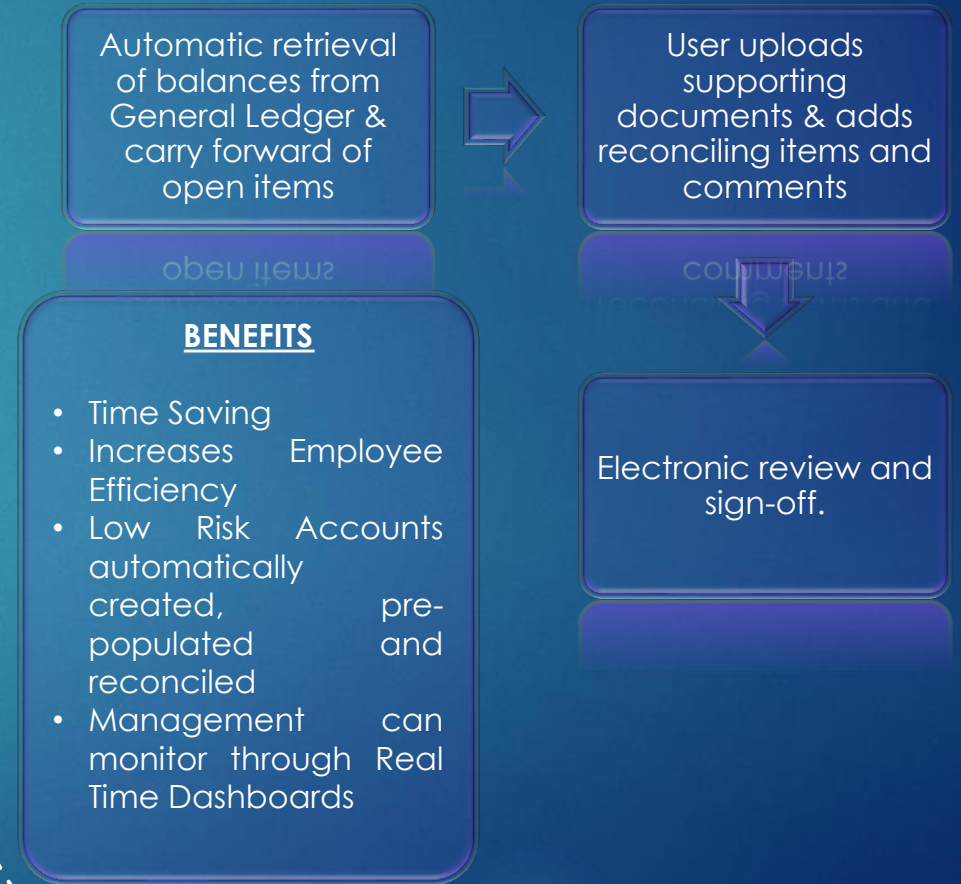 Automatic retrieval
of balances from
General Ledger &
carry forward of
open items
User uploads
supporting
documents & adds
reconciling items and
comments
Electronic review and
sign-off.
BENEFITS
• Time Saving
• Increases Employee
Efficiency
• Low Risk Accounts
automatically
created, pre-
populated and
reconciled
• Management can
monitor through Real
Time Dashboards